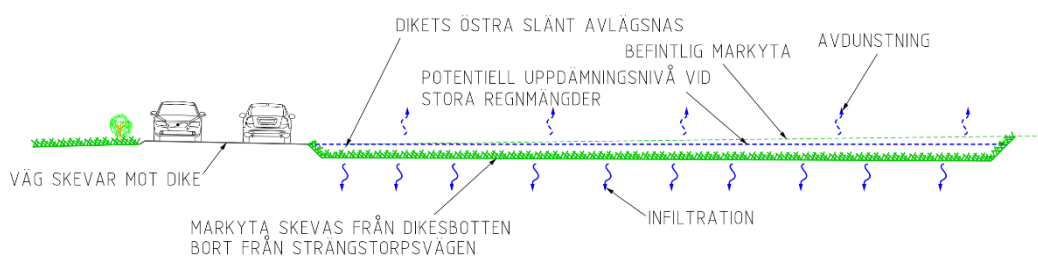 DIKETS ÖSTRA SLÄNT AVLÄGSNAS
BEFINTLIG MARKYTA
AVDUNSTNING
POTENTIELL UPPDÄMNINGSNIVÅ VID
STORA REGNMÄNGDER
VÄG SKEVAR MOT DIKE
MARKYTA SKEVAS FRÅN DIKESBOTTEN
BORT FRÅN STRÄNGSTORPSVÄGEN
INFILTRATION